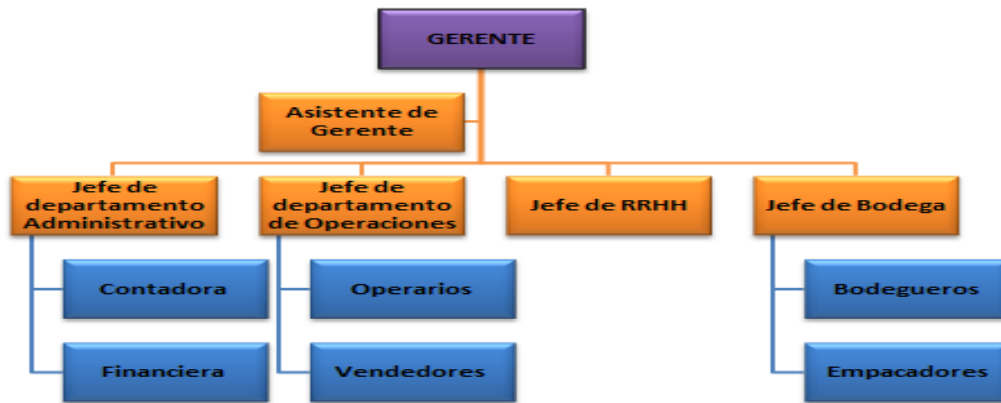 GERENTE
Asistente de
Gerente
Jefe de
departamento
Administrativo
Jefe de
departamento
de Operaciones
Jefe de RRHH
Jefe de Bodega
Contadora
Operarios
Bodegueros
Financiera
Vendedores
Empacadores